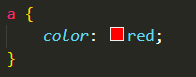 a {
    color: red;
}